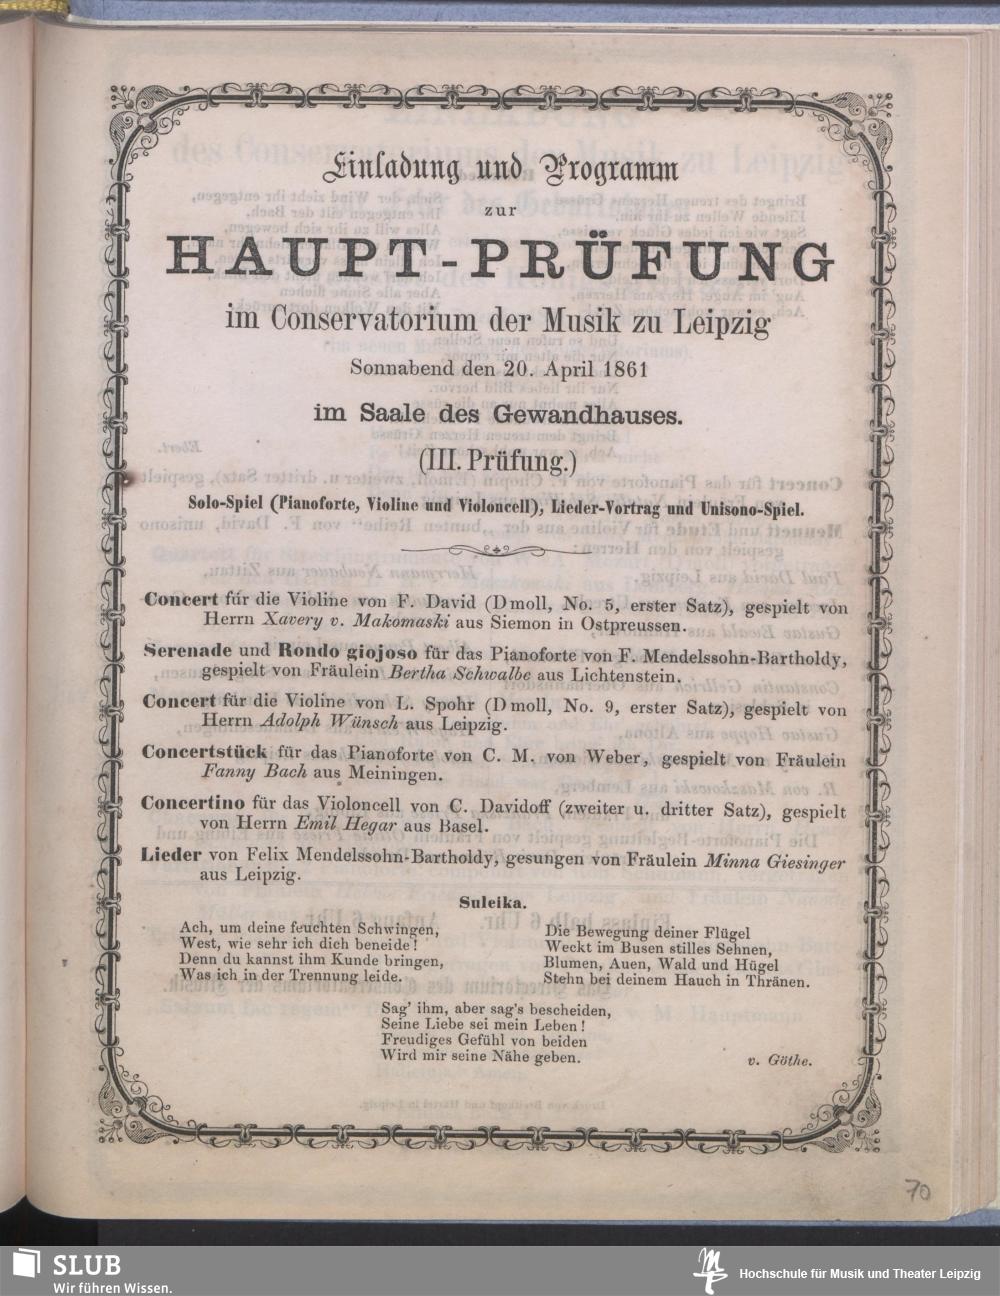 Einladung und Programm
zur
HAUPT-PRÜFUNG
im Conservatorium der Musik zu Leipzig
Sonnabend den 20. April 1861
im Saale des Gewandhauses.
(III. Prüfung.)
Solo-Spiel (Pianoforte, Violine und Violoncell), Lieder-Vortrag und Unisono-Spiel.
Concert für die Violine von F. David (D moll, No. 5, erster Satz), gespielt von
Herrn Xavery v. Makomaski aus Siemon in Ostpreussen.
Serenade und Rondo giojoso für das Pianoforte von F. Mendelssohn-Bartholdy,
gespielt von Fräulein Bertha Schwalbe aus Lichtenstein.
Concert für die Violine von L. Spohr (D moll, No. 9, erster Satz), gespielt von
Herrn Adolph Wünsch aus Leipzig.
Concertstück für das Pianoforte von C. M. von Weber, gespielt von Fräulein
Fanny Bach aus Meiningen.
Concertino für das Violoncell von C. Davidoff (zweiter u. dritter Satz), gespielt
von Herrn Emil Hegar aus Basel.
Lieder von Felix Mendelssohn-Bartholdy, gesungen von Fräulein Minna Giesinger
aus Leipzig.
Suleika.
Ach, um deine feuchten Schwingen,
West, wie sehr ich dich beneide!
Denn du kannst ihm Kunde bringen,
Was ich in der Trennung leide.
Die Bewegung deiner Flügel
Weckt im Busen stilles Sehnen,
Blumen, Auen, Wald und Hügel
Stehn bei deinem Hauch in Thränen.
Sag' ihm, aber sag's bescheiden,
Seine Liebe sei mein Leben!
Freudiges Gefühl von beiden
Wird mir seine Nähe geben.
v. Göthe.
70
SLUB
Wir führen Wissen.
Hochschule für Musik und Theater Leipzig